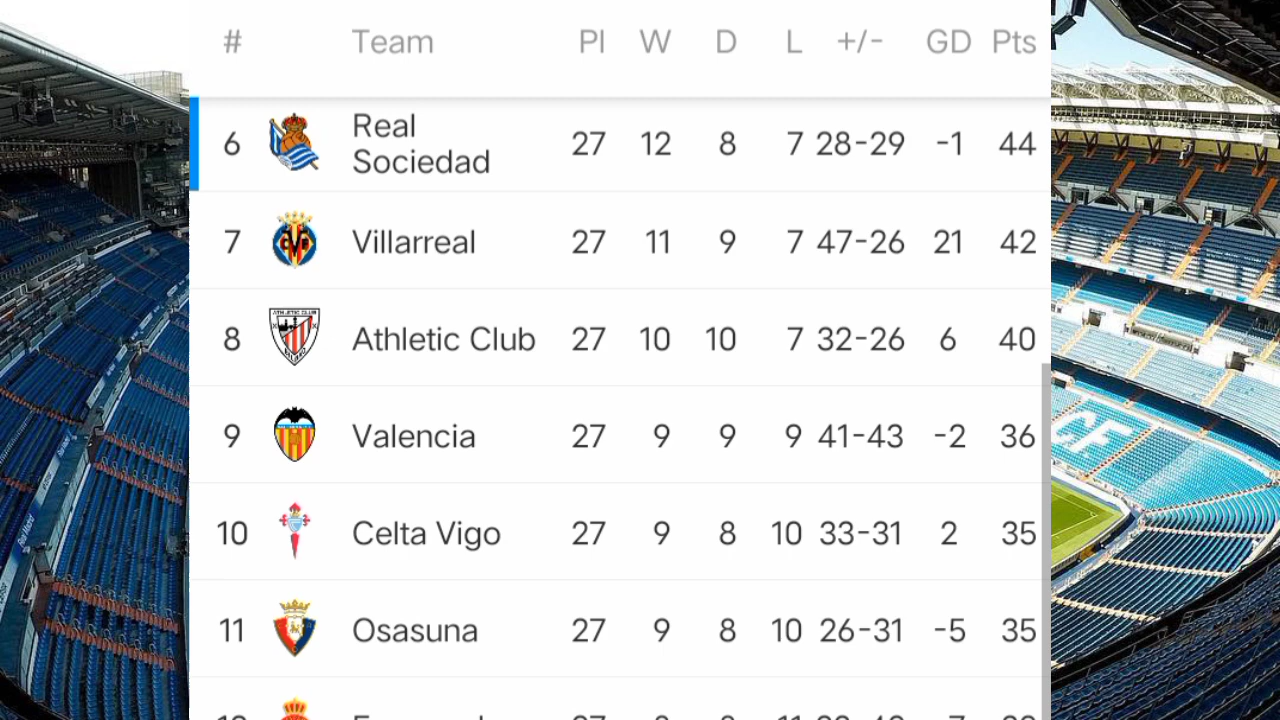 # Team Pl W D L +/- GD Pts
6 Real Sociedad 27 12 8 7 28-29 -1 44
7 Villarreal 27 11 9 7 47-26 21 42
8 Athletic Club 27 10 10 7 32-26 6 40
9 Valencia 27 9 9 9 41-43 -2 36
10 Celta Vigo 27 9 8 10 33-31 2 35
11 Osasuna 27 9 8 10 26-31 -5 35
ATHLETIC CLUB
CF